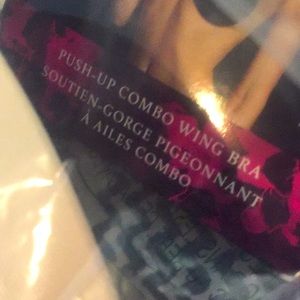 PUSH-UP COMBO WING BRA
SOUTIEN-GORGE PIGEONNANT
À AILES COMBO